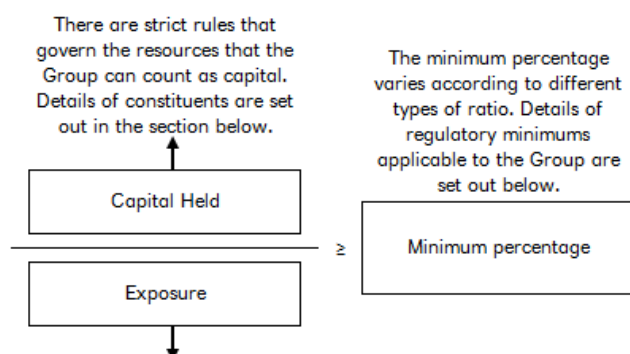 There are strict rules that
govern the resources that the
Group can count as capital.
Details of constituents are set
out in the section below.
The minimum percentage
varies according to different
types of ratio. Details of
regulatory minimums
applicable to the Group are
set out below.
Capital Held
≥
Minimum percentage
Exposure